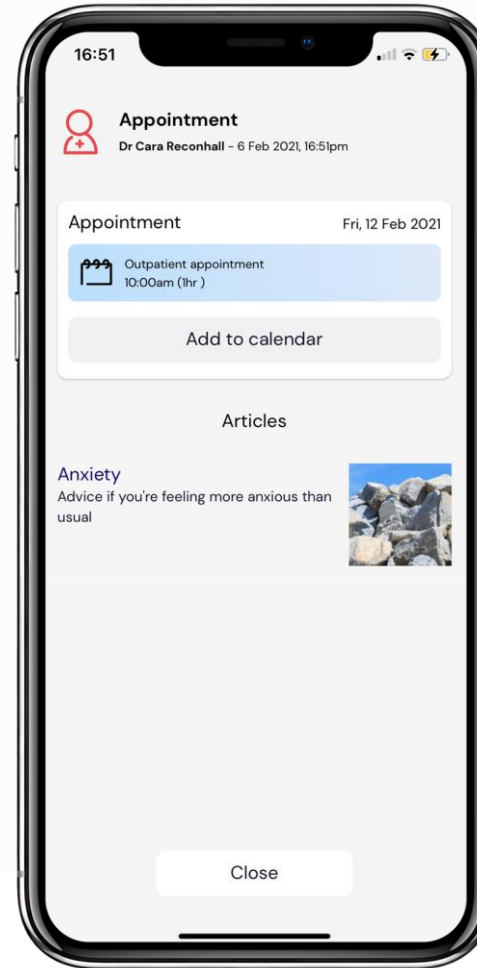 16:51
Appointment
Dr Cara Reconhall - 6 Feb 2021, 16:51pm
Appointment
Fri, 12 Feb 2021
Outpatient appointment
10:00am (1hr )
Add to calendar
Articles
Anxiety
Advice if you're feeling more anxious than
usual
Close